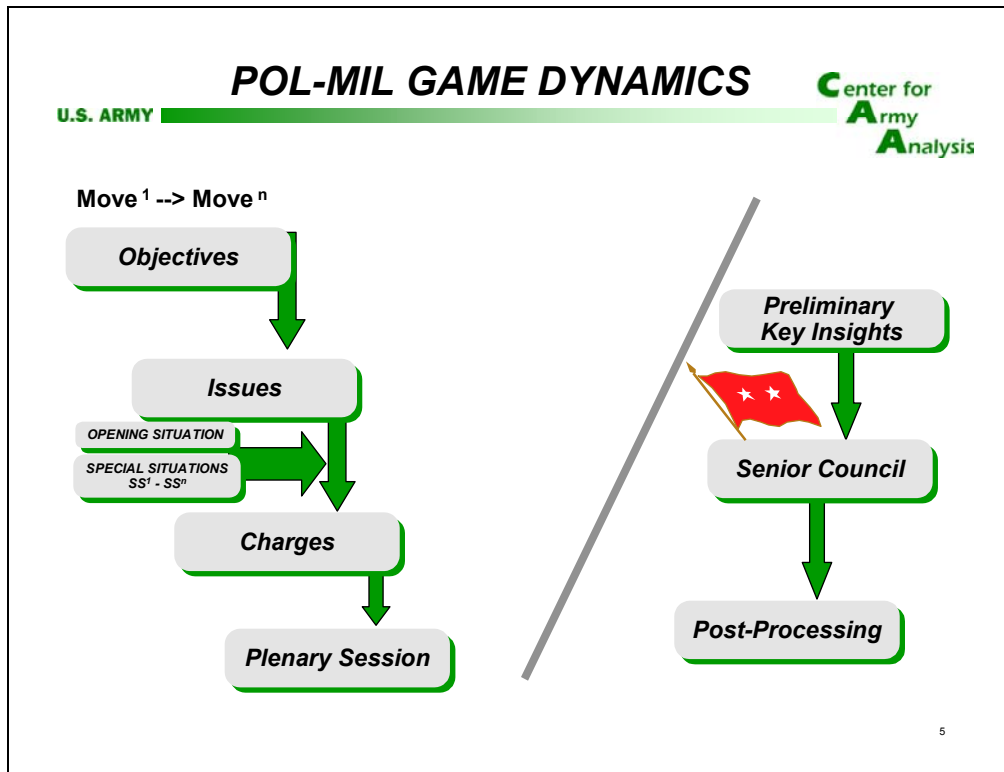 POL-MIL GAME DYNAMICS
U.S. ARMY
Center for
Army
Analysis
Move ¹ --> Move ⁿ
Objectives
Issues
OPENING SITUATION
SPECIAL SITUATIONS
SS¹ - SSⁿ
Charges
Plenary Session
Preliminary
Key Insights
Senior Council
Post-Processing
5